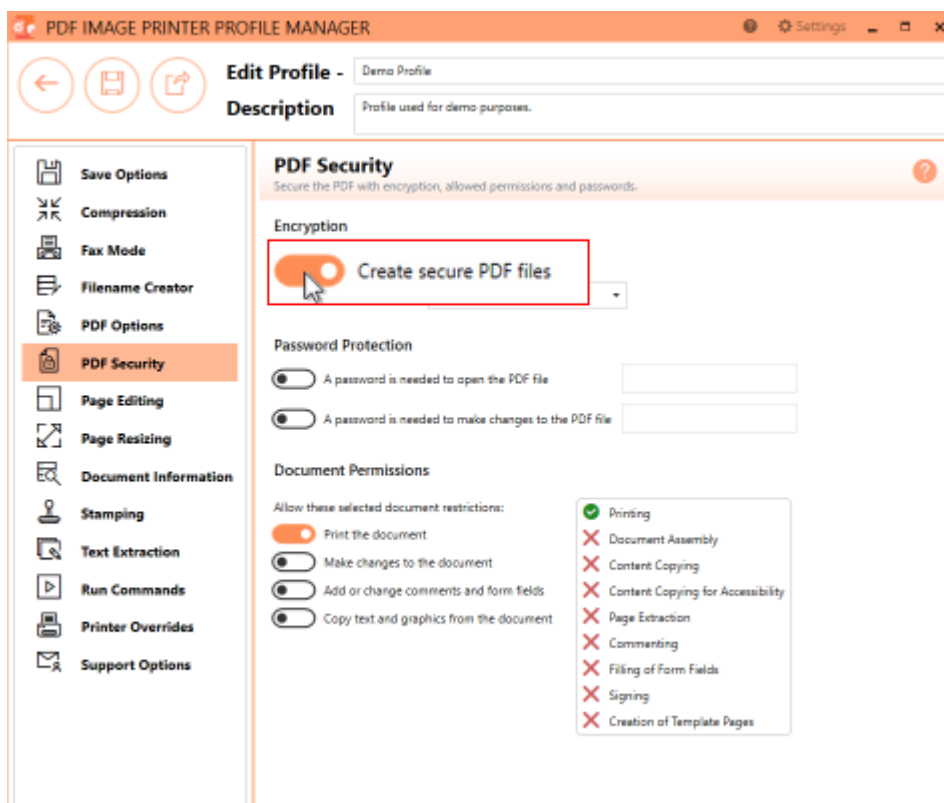 PDF IMAGE PRINTER PROFILE MANAGER
Settings
Edit Profile -
Demo Profile
Description
Profile used for demo purposes.
Save Options
Compression
Fax Mode
Filename Creator
PDF Options
PDF Security
Page Editing
Page Resizing
Document Information
Stamping
Text Extraction
Run Commands
Printer Overrides
Support Options
PDF Security
Secure the PDF with encryption, allowed permissions and passwords.
Encryption
Create secure PDF files
Password Protection
A password is needed to open the PDF file
A password is needed to make changes to the PDF file
Document Permissions
Allow these selected document restrictions:
Print the document
Make changes to the document
Add or change comments and form fields
Copy text and graphics from the document
Printing
Document Assembly
Content Copying
Content Copying for Accessibility
Page Extraction
Commenting
Filling of Form Fields
Signing
Creation of Template Pages